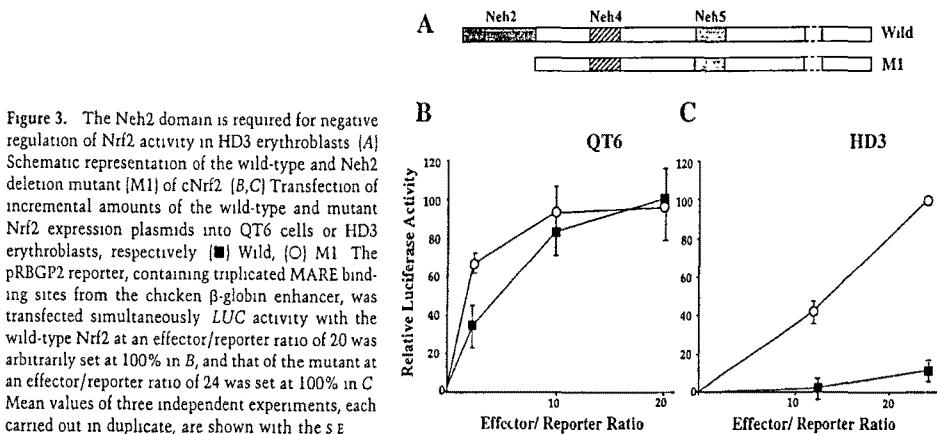 A
Neh2 Neh4 Neh5
Wild
M1
Figure 3. The Neh2 domain is required for negative
regulation of Nrf2 activity in HD3 erythroblasts (A)
Schematic representation of the wild-type and Neh2
deletion mutant (M1) of cNrf2 (B,C) Transfection of
incremental amounts of the wild-type and mutant
Nrf2 expression plasmids into QT6 cells or HD3
erythroblasts, respectively (■) Wild, (○) M1 The
pRBGP2 reporter, containing triplicated MARE bind-
ing sites from the chicken β-globin enhancer, was
transfected simultaneously LUC activity with the
wild-type Nrf2 at an effector/reporter ratio of 20 was
arbitrarily set at 100% in B, and that of the mutant at
an effector/reporter ratio of 24 was set at 100% in C
Mean values of three independent experiments, each
carried out in duplicate, are shown with the S E
B
QT6
Relative Luciferase Activity
120
100
80
60
40
20
0
10 20
Effector/ Reporter Ratio
C
HD3
120
100
80
60
40
20
0
10 20
Effector/ Reporter Ratio